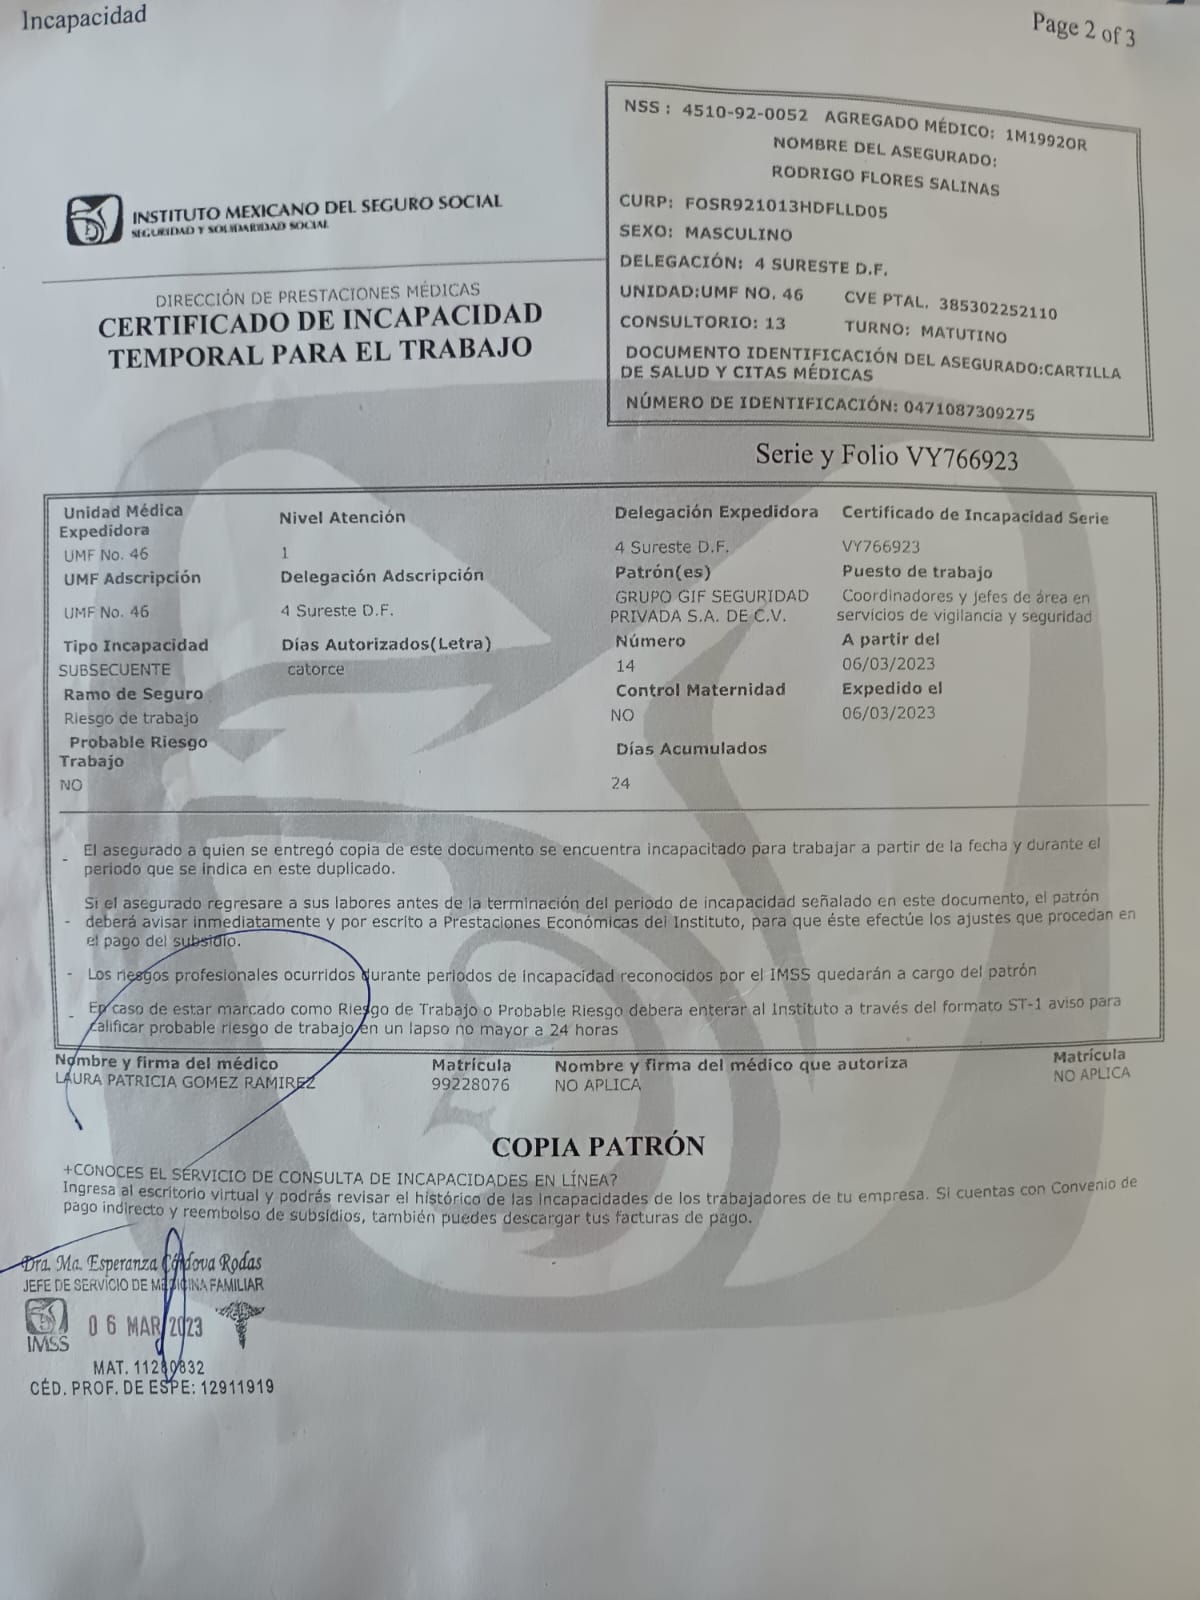 Incapacidad
Page 2 of 3
NSS : 4510-92-0052 AGREGADO MÉDICO: 1M1992OR
NOMBRE DEL ASEGURADO:
RODRIGO FLORES SALINAS
CURP: FOSR921013HDFLLD05
SEXO: MASCULINO
DELEGACIÓN: 4 SURESTE D.F.
UNIDAD:UMF NO. 46 CVE PTAL. 385302252110
CONSULTORIO: 13 TURNO: MATUTINO
DOCUMENTO IDENTIFICACIÓN DEL ASEGURADO:CARTILLA
DE SALUD Y CITAS MÉDICAS
NÚMERO DE IDENTIFICACIÓN: 0471087309275
INSTITUTO MEXICANO DEL SEGURO SOCIAL
SEGURIDAD Y SOLIDARIDAD SOCIAL
DIRECCIÓN DE PRESTACIONES MÉDICAS
CERTIFICADO DE INCAPACIDAD
TEMPORAL PARA EL TRABAJO
Serie y Folio VY766923
Unidad Médica
Expedidora
Nivel Atención
Delegación Expedidora
Certificado de Incapacidad Serie
UMF No. 46
1
4 Sureste D.F.
VY766923
UMF Adscripción
Delegación Adscripción
Patrón(es)
Puesto de trabajo
UMF No. 46
4 Sureste D.F.
GRUPO GIF SEGURIDAD
PRIVADA S.A. DE C.V.
Coordinadores y jefes de área en
servicios de vigilancia y seguridad
Tipo Incapacidad
Días Autorizados(Letra)
Número
A partir del
SUBSECUENTE
catorce
14
06/03/2023
Ramo de Seguro
Control Maternidad
Expedido el
Riesgo de trabajo
NO
06/03/2023
Probable Riesgo
Trabajo
Días Acumulados
NO
24
- El asegurado a quien se entregó copia de este documento se encuentra incapacitado para trabajar a partir de la fecha y durante el
periodo que se indica en este duplicado.
Si el asegurado regresare a sus labores antes de la terminación del periodo de incapacidad señalado en este documento, el patrón
- deberá avisar inmediatamente y por escrito a Prestaciones Económicas del Instituto, para que éste efectúe los ajustes que procedan en
el pago del subsidio.
- Los riesgos profesionales ocurridos durante periodos de incapacidad reconocidos por el IMSS quedarán a cargo del patrón
- En caso de estar marcado como Riesgo de Trabajo o Probable Riesgo debera enterar al Instituto a través del formato ST-1 aviso para
calificar probable riesgo de trabajo en un lapso no mayor a 24 horas
Nombre y firma del médico
Matrícula
Nombre y firma del médico que autoriza
Matrícula
LAURA PATRICIA GOMEZ RAMIREZ
99228076
NO APLICA
NO APLICA
COPIA PATRÓN
+CONOCES EL SERVICIO DE CONSULTA DE INCAPACIDADES EN LÍNEA?
Ingresa al escritorio virtual y podrás revisar el histórico de las incapacidades de los trabajadores de tu empresa. Si cuentas con Convenio de
pago indirecto y reembolso de subsidios, también puedes descargar tus facturas de pago.
Dra. Ma. Esperanza Córdova Rodas
JEFE DE SERVICIO DE MEDICINA FAMILIAR
IMSS
06 MAR 2023
MAT. 11280832
CÉD. PROF. DE ESPE: 12911919